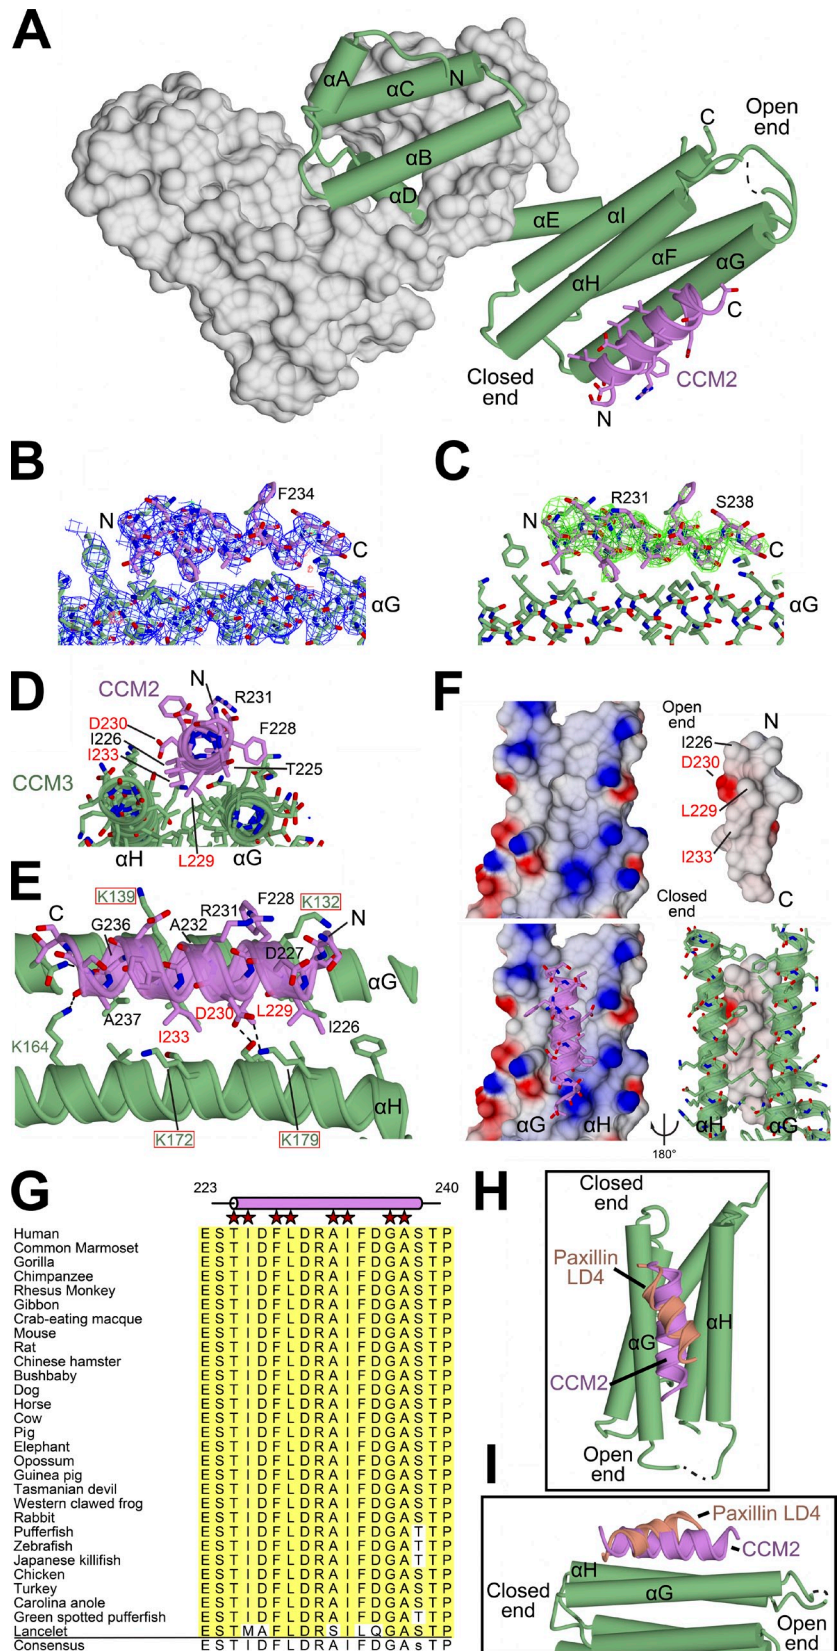 A
αA
αC
N
αB
αD
C
Open
end
αE
αI
αF
αG
αH
C
CCM2
Closed
end
N
B
N
F234
C
αG
C
N
R231
S238
C
αG
D
CCM2
N
R231
D230
I226
I233
F228
T225
CCM3
αH
L229
αG
E
K139
C
G236
A232
R231
F228
K132
N
D227
αG
A237
I233
D230
L229
I226
K164
K172
K179
αH
F
Open
end
N
I226
D230
L229
I233
C
Closed
end
αG
αH
αH
αG
180°
G
223
240
Human E S T I D F L D R A I F D G A S T P
Common Marmoset E S T I D F L D R A I F D G A S T P
Gorilla E S T I D F L D R A I F D G A S T P
Chimpanzee E S T I D F L D R A I F D G A S T P
Rhesus Monkey E S T I D F L D R A I F D G A S T P
Gibbon E S T I D F L D R A I F D G A S T P
Crab-eating macque E S T I D F L D R A I F D G A S T P
Mouse E S T I D F L D R A I F D G A S T P
Rat E S T I D F L D R A I F D G A S T P
Chinese hamster E S T I D F L D R A I F D G A S T P
Bushbaby E S T I D F L D R A I F D G A S T P
Dog E S T I D F L D R A I F D G A S T P
Horse E S T I D F L D R A I F D G A S T P
Cow E S T I D F L D R A I F D G A S T P
Pig E S T I D F L D R A I F D G A S T P
Elephant E S T I D F L D R A I F D G A S T P
Opossum E S T I D F L D R A I F D G A S T P
Guinea pig E S T I D F L D R A I F D G A S T P
Tasmanian devil E S T I D F L D R A I F D G A S T P
Western clawed frog E S T I D F L D R A I F D G A S T P
Rabbit E S T I D F L D R A I F D G A S T P
Pufferfish E S T I D F L D R A I F D G A T T P
Zebrafish E S T I D F L D R A I F D G A T T P
Japanese killifish E S T I D F L D R A I F D G A T T P
Chicken E S T I D F L D R A I F D G A S T P
Turkey E S T I D F L D R A I F D G A S T P
Carolina anole E S T I D F L D R A I F D G A S T P
Green spotted pufferfish E S T I D F L D R A I F D G A T T P
Lancelet E S T M A F L D R S I L Q G A S T P
Consensus E S T I D F L D R A I F D G A s T P
H
Closed
end
Paxillin
LD4
αG
αH
CCM2
Open
end
I
Paxillin LD4
CCM2
αH
αG
Closed
end
Open
end